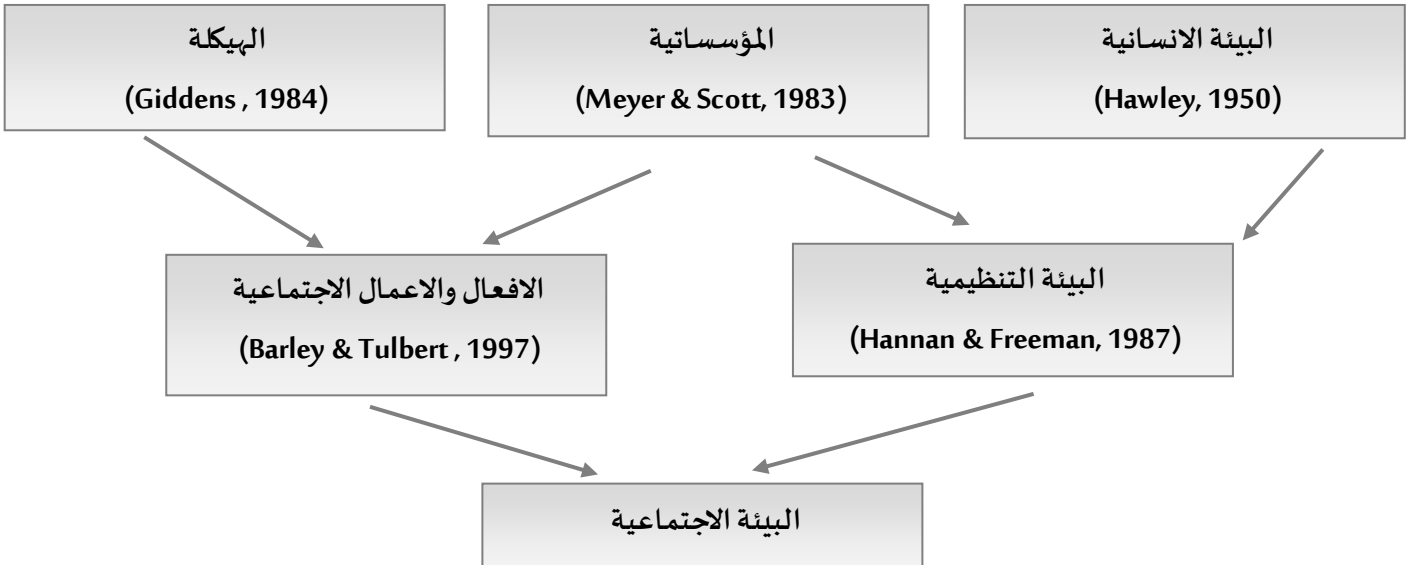 البيئة الانسانية
(Hawley, 1950)
المؤسساتية
(Meyer & Scott, 1983)
الهيكلة
(Giddens , 1984)
البيئة التنظيمية
(Hannan & Freeman, 1987)
الافعال والاعمال الاجتماعية
(Barley & Tulbert , 1997)
البيئة الاجتماعية